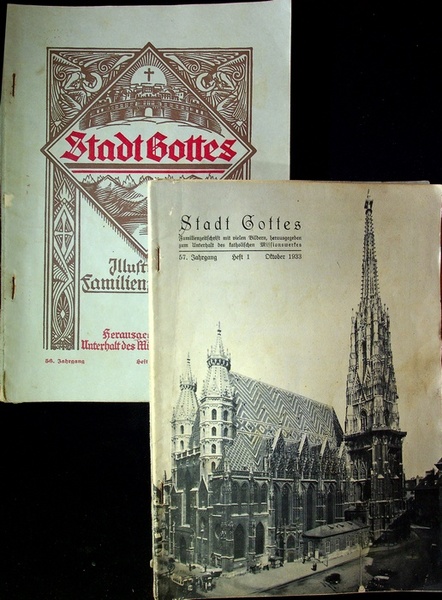 Stadt Gottes
Illust
Familien
Herausge
Unterhalt des Mi
56. Jahrgang Heft
Stadt Gottes
Familienzeitschrift mit vielen Bildern, herausgegeben
zum Unterhalt des katholischen Missionswerkes
57. Jahrgang Heft 1 Oktober 1933